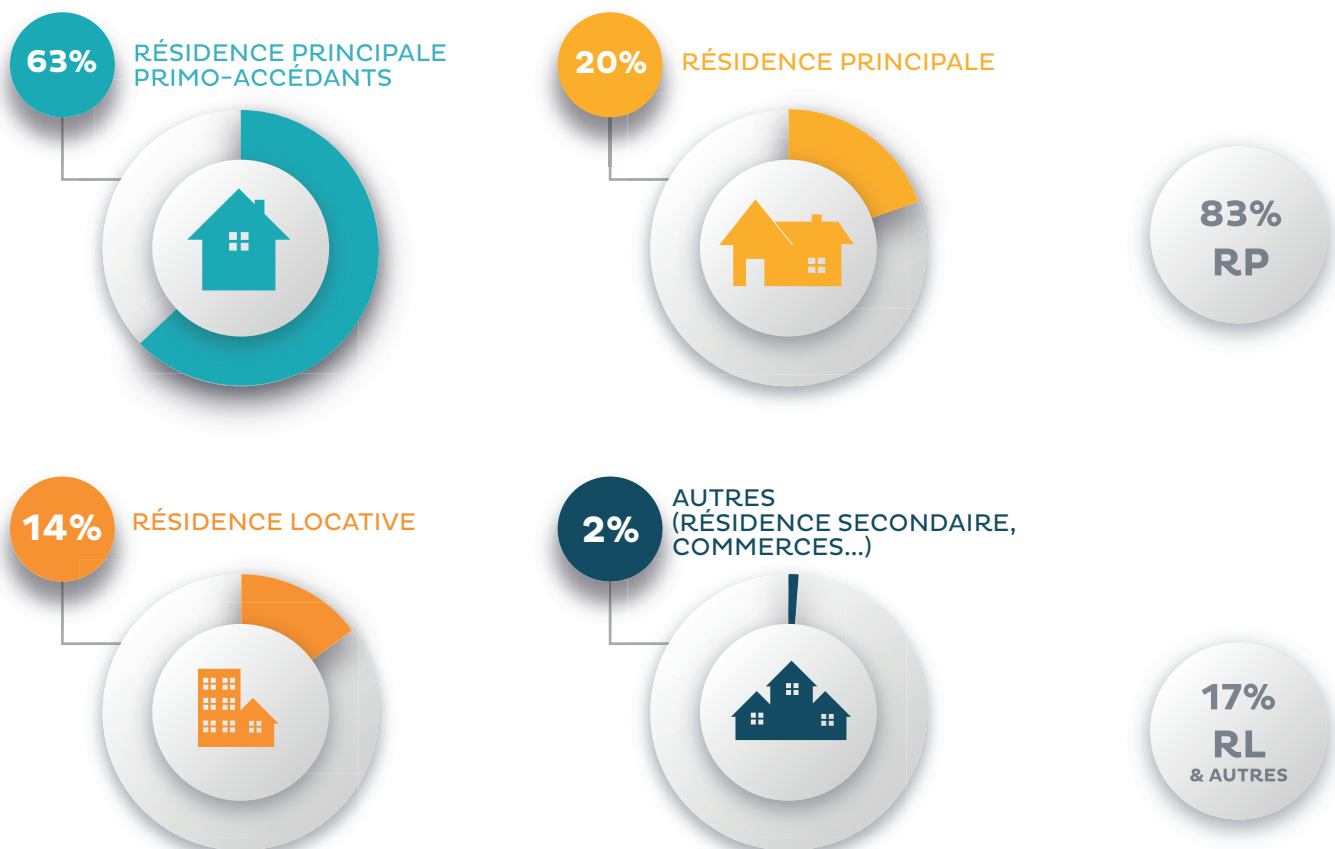 63%
RÉSIDENCE PRINCIPALE
PRIMO-ACCÉDANTS
20%
RÉSIDENCE PRINCIPALE
83%
RP
14%
RÉSIDENCE LOCATIVE
2%
AUTRES
(RÉSIDENCE SECONDAIRE,
COMMERCES...)
17%
RL
& AUTRES